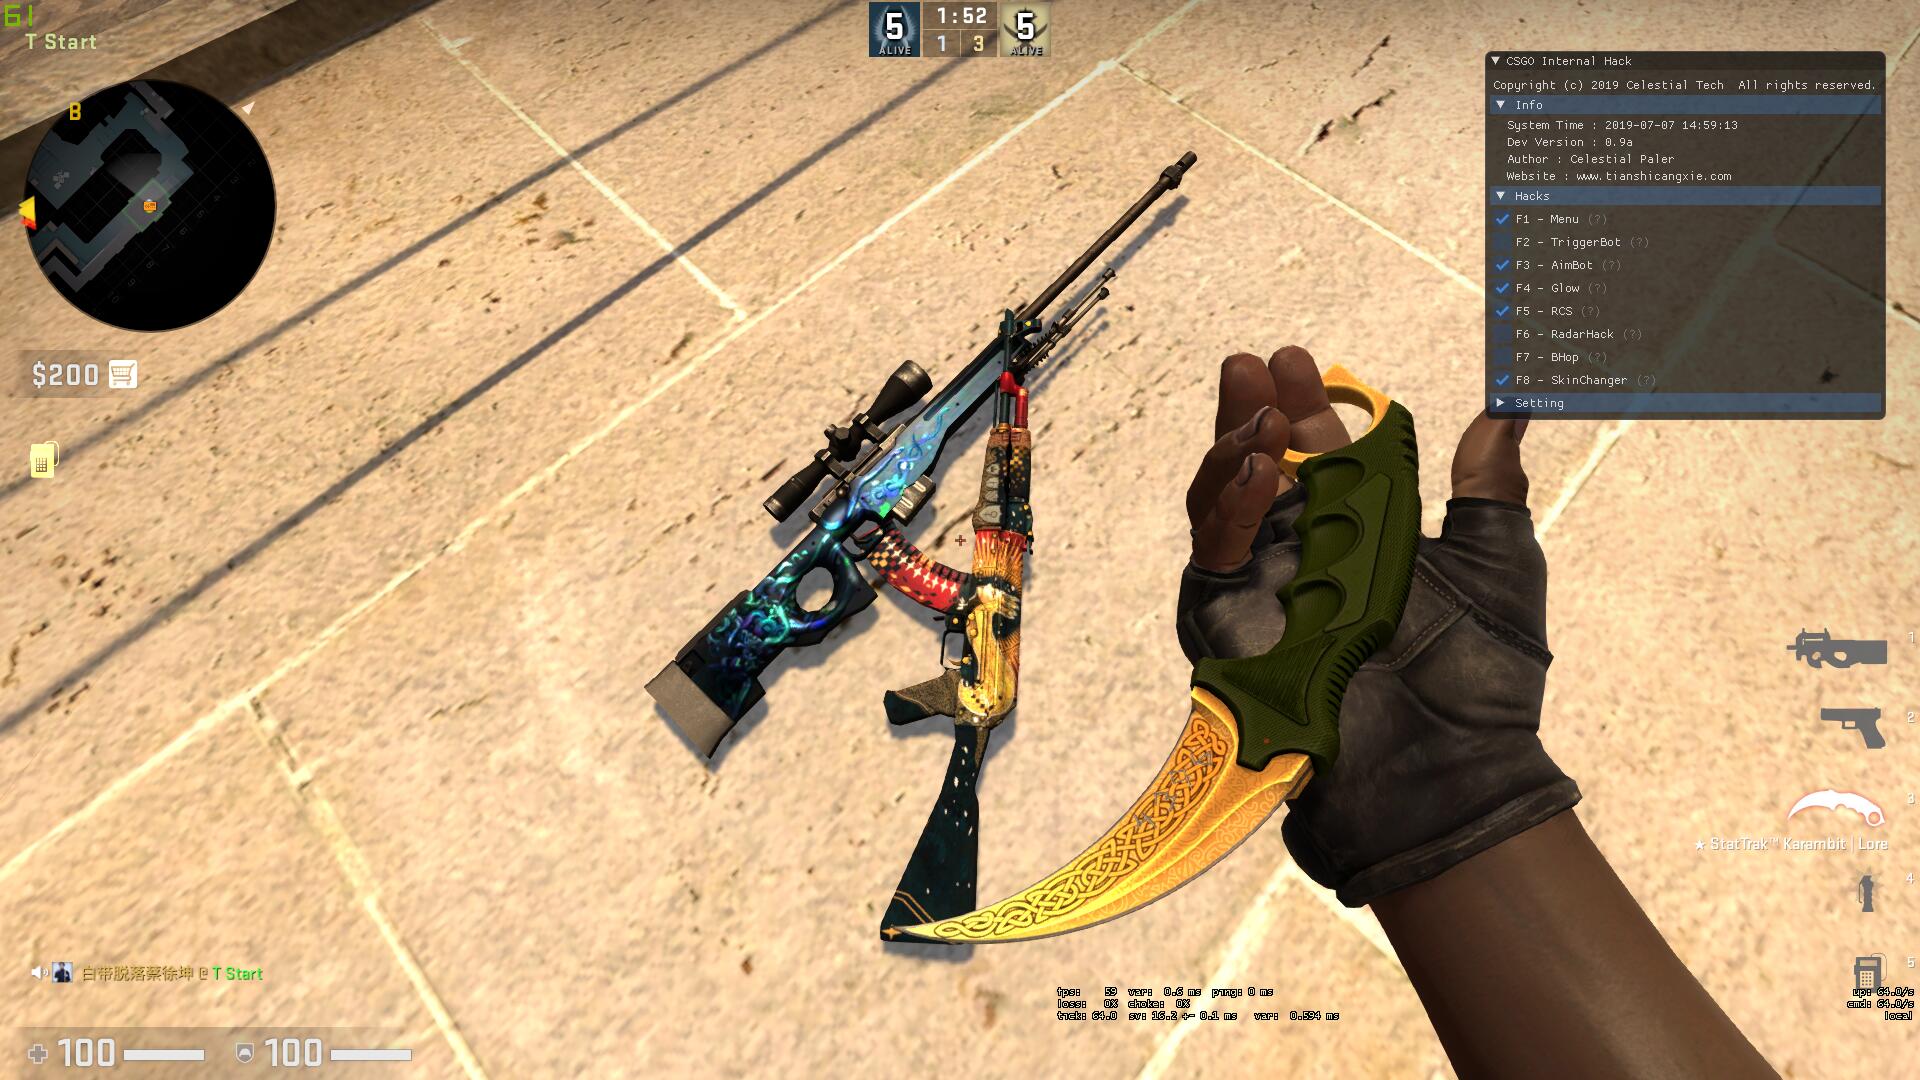 61
T Start
5
ALIVE
1:52
1 3
5
ALIVE
B
$200
CSGO Internal Hack
Copyright (c) 2019 Celestial Tech  All rights reserved.
Info
System Time : 2019-07-07 14:59:13
Dev Version : 0.9a
Author : Celestial Paler
Website : www.tianshicangxie.com
Hacks
F1 - Menu (?)
F2 - TriggerBot (?)
F3 - AimBot (?)
F4 - Glow (?)
F5 - RCS (?)
F6 - RadarHack (?)
F7 - BHop (?)
F8 - SkinChanger (?)
Setting
1
2
3
★ StatTrak™ Karambit | Lore
4
5
白带脱落蔡徐坤 @ T Start
fps: 59 var: 0.6 ms ping: 0 ms
loss: 0% choke: 0%
tick: 64.0 sv: 16.2 +- 0.1 ms var: 0.594 ms
up: 64.0/s
cmd: 64.0/s
local
100
100